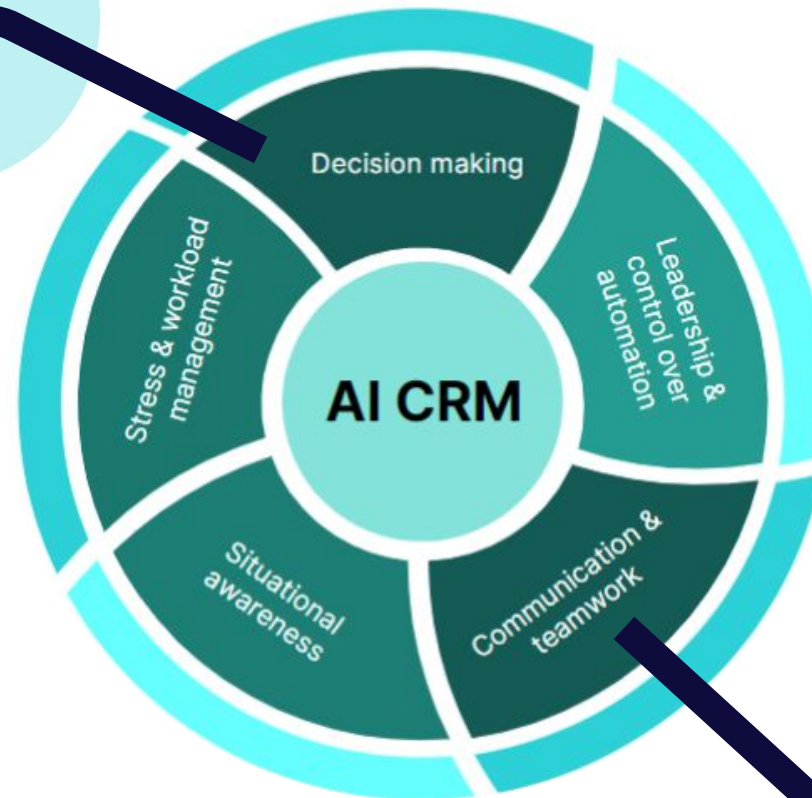 Decision making
Leadership &
control over
automation
Communication &
teamwork
Situational
awareness
Stress & workload
management
AI CRM